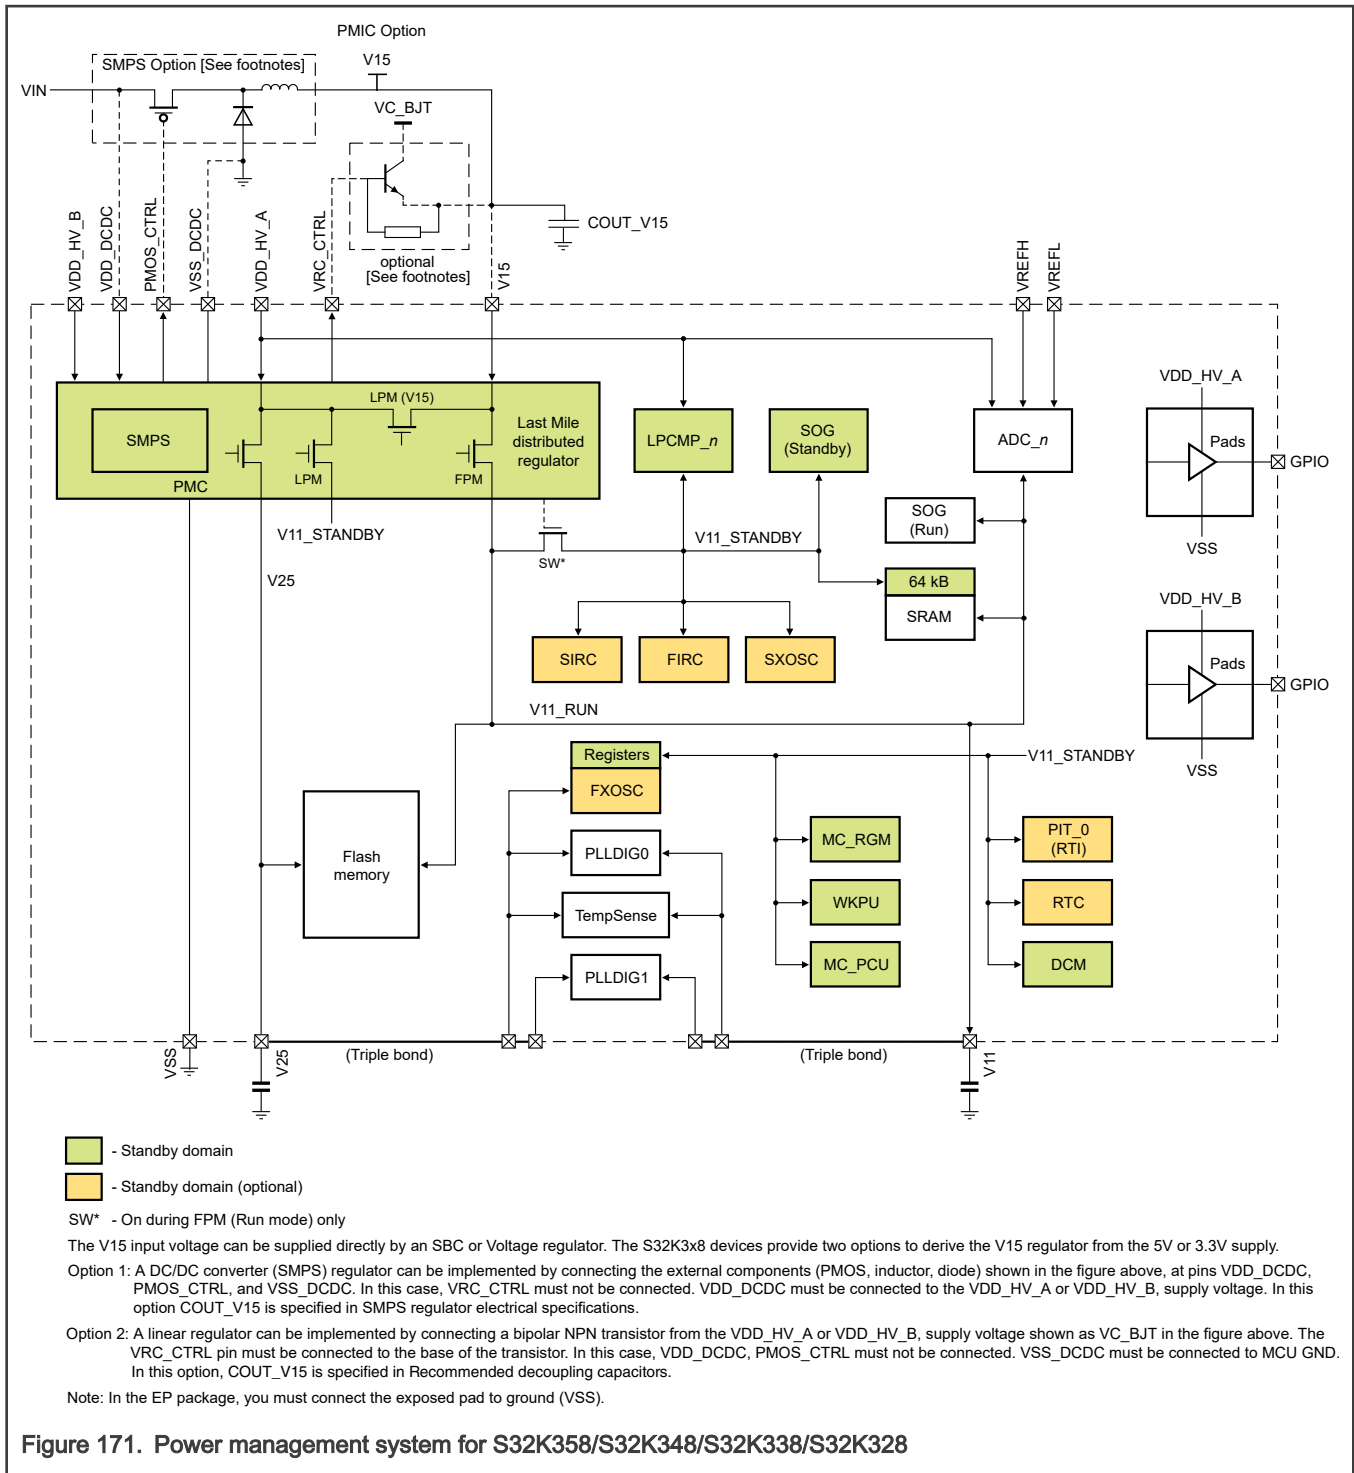 PMIC Option
SMPS Option [See footnotes]
V15
VIN
VC_BJT
COUT_V15
optional
[See footnotes]
VDD_HV_B
VDD_DCDC
PMOS_CTRL
VSS_DCDC
VDD_HV_A
VRC_CTRL
V15
VREFH
VREFL
SMPS
PMC
LPM (V15)
LPM
FPM
Last Mile
distributed
regulator
LPCMP_n
SOG
(Standby)
ADC_n
VDD_HV_A
Pads
GPIO
VSS
V11_STANDBY
SW*
V11_STANDBY
SOG
(Run)
V25
64 kB
SRAM
VDD_HV_B
Pads
GPIO
VSS
SIRC
FIRC
SXOSC
V11_RUN
Registers
FXOSC
V11_STANDBY
Flash
memory
PLLDIG0
TempSense
PLLDIG1
MC_RGM
WKPU
MC_PCU
PIT_0
(RTI)
RTC
DCM
VSS
V25
(Triple bond)
(Triple bond)
V11
- Standby domain
- Standby domain (optional)
SW* - On during FPM (Run mode) only
The V15 input voltage can be supplied directly by an SBC or Voltage regulator. The S32K3x8 devices provide two options to derive the V15 regulator from the 5V or 3.3V supply.
Option 1: A DC/DC converter (SMPS) regulator can be implemented by connecting the external components (PMOS, inductor, diode) shown in the figure above, at pins VDD_DCDC,
PMOS_CTRL, and VSS_DCDC. In this case, VRC_CTRL must not be connected. VDD_DCDC must be connected to the VDD_HV_A or VDD_HV_B, supply voltage. In this
option COUT_V15 is specified in SMPS regulator electrical specifications.
Option 2: A linear regulator can be implemented by connecting a bipolar NPN transistor from the VDD_HV_A or VDD_HV_B, supply voltage shown as VC_BJT in the figure above. The
VRC_CTRL pin must be connected to the base of the transistor. In this case, VDD_DCDC, PMOS_CTRL must not be connected. VSS_DCDC must be connected to MCU GND.
In this option, COUT_V15 is specified in Recommended decoupling capacitors.
Note: In the EP package, you must connect the exposed pad to ground (VSS).
Figure 171. Power management system for S32K358/S32K348/S32K338/S32K328